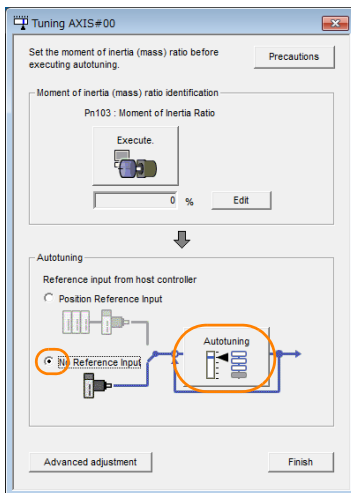 Tuning AXIS#00
Set the moment of inertia (mass) ratio before
executing autotuning.
Precautions
Moment of inertia (mass) ratio identification
Pn103 : Moment of Inertia Ratio
Execute.
0 %
Edit
Autotuning
Reference input from host controller
Position Reference Input
No Reference Input
Autotuning
Advanced adjustment
Finish